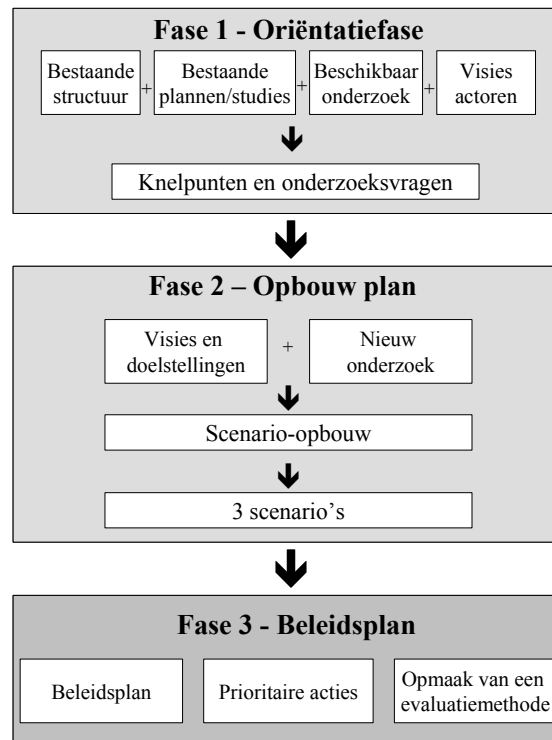 Fase 1 - Oriëntatiefase
Bestaande
structuur
+
Bestaande
plannen/studies
+
Beschikbaar
onderzoek
+
Visies
actoren
Knelpunten en onderzoeksvragen
Fase 2 – Opbouw plan
Visies en
doelstellingen
+
Nieuw
onderzoek
Scenario-opbouw
3 scenario’s
Fase 3 - Beleidsplan
Beleidsplan
Prioritaire acties
Opmaak van een
evaluatiemethode